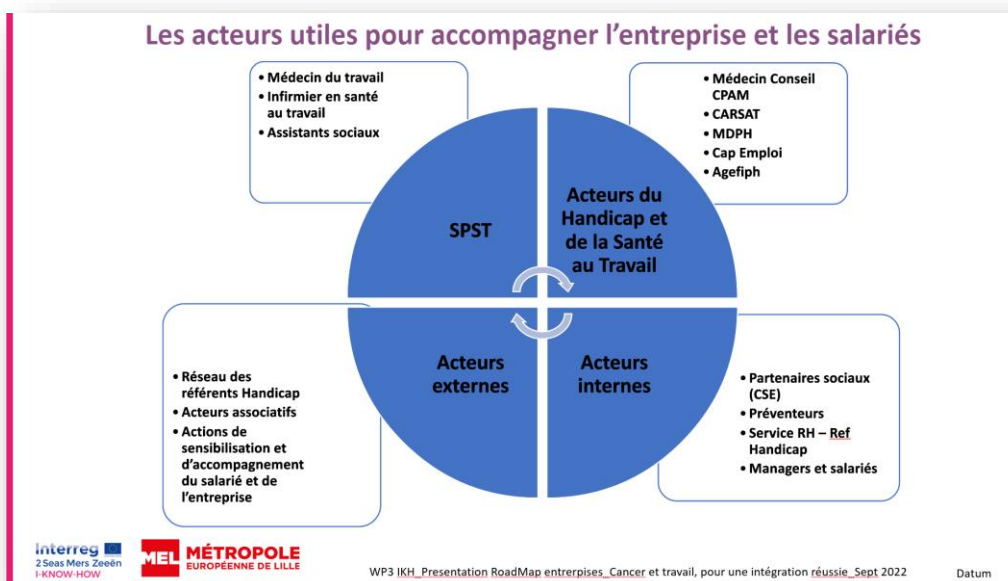 Les acteurs utiles pour accompagner l'entreprise et les salariés
• Médecin du travail
• Infirmier en santé
au travail
• Assistants sociaux
• Médecin Conseil
CPAM
• CARSAT
• MDPH
• Cap Emploi
• Agefiph
SPST
Acteurs du
Handicap et
de la Santé
au Travail
Acteurs
externes
Acteurs
internes
• Réseau des
référents Handicap
• Acteurs associatifs
• Actions de
sensibilisation et
d'accompagnement
du salarié et de
l'entreprise
• Partenaires sociaux
(CSE)
• Préventeurs
• Service RH – Ref
Handicap
• Managers et salariés
Interreg
2 Seas Mers Zeeën
I-KNOW-HOW
MEL
MÉTROPOLE
EUROPÉENNE DE LILLE
WP3 IKH_Presentation RoadMap entrerpises_Cancer et travail, pour une intégration réussie_Sept 2022
Datum